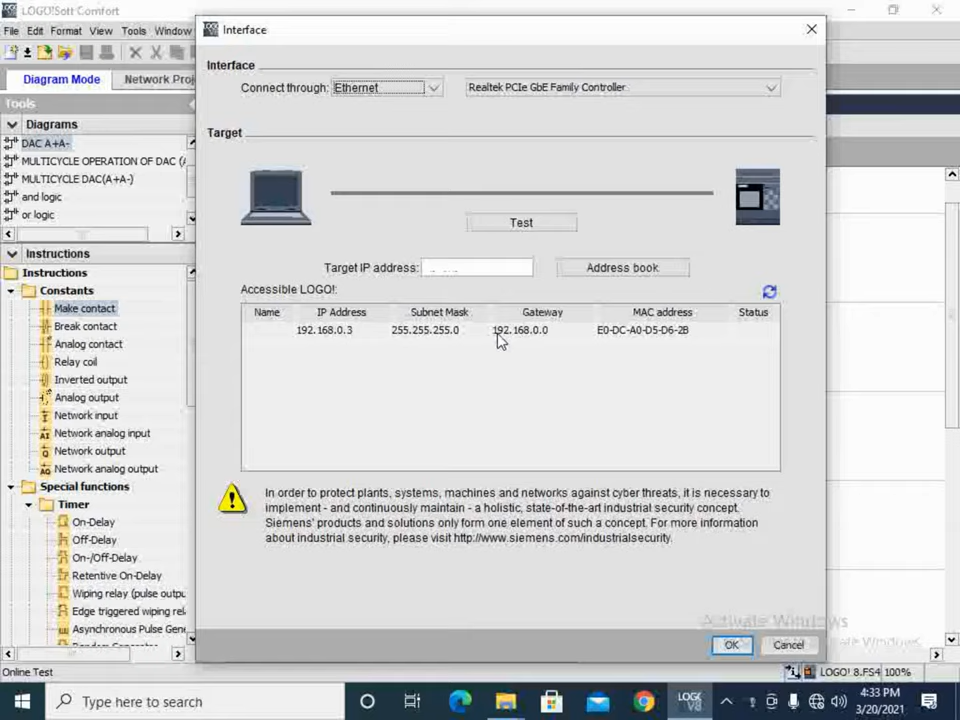 LOGO!Soft Comfort
File Edit Format View Tools Window
Diagram Mode
Network Proj
Tools
Diagrams
DAC A+A-
MULTICYCLE OPERATION OF DAC (A
MULTICYCLE DAC(A+A-)
and logic
or logic
Instructions
Instructions
Constants
Make contact
Break contact
Analog contact
Relay coil
Inverted output
Analog output
Network input
Network analog input
Network output
Network analog output
Special functions
Timer
On-Delay
Off-Delay
On-/Off-Delay
Retentive On-Delay
Wiping relay (pulse outpu
Edge triggered wiping rel
Asynchronous Pulse Gene
Online Test
Interface
Interface
Connect through: Ethernet Realtek PCIe GbE Family Controller
Target
Test
Target IP address: . . . Address book
Accessible LOGO!:
Name IP Address Subnet Mask Gateway MAC address Status
192.168.0.3 255.255.255.0 192.168.0.0 E0-DC-A0-D5-D6-2B
In order to protect plants, systems, machines and networks against cyber threats, it is necessary to
implement - and continuously maintain - a holistic, state-of-the-art industrial security concept.
Siemens' products and solutions only form one element of such a concept. For more information
about industrial security, please visit http://www.siemens.com/industrialsecurity.
Activate Windows
OK Cancel
LOGO! 8.FS4 100%
Type here to search
4:33 PM
3/20/2021